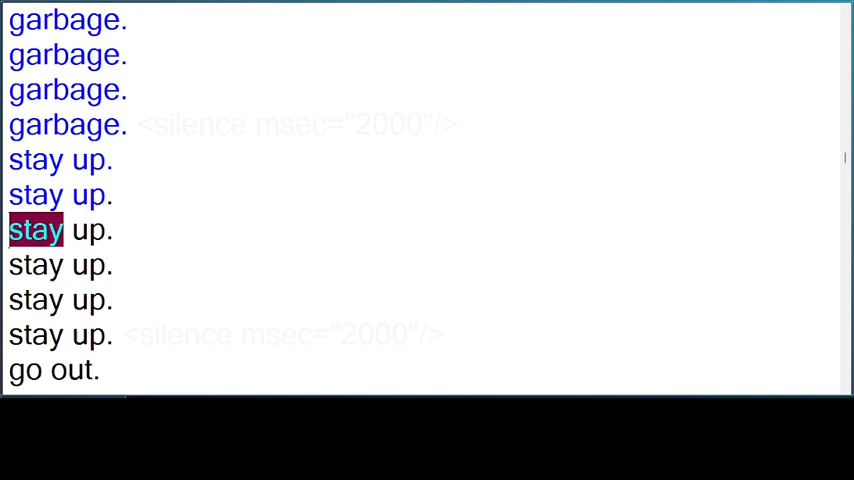 garbage.
garbage.
garbage.
garbage. <silence msec="2000"/>
stay up.
stay up.
stay up.
stay up.
stay up.
stay up. <silence msec="2000"/>
go out.